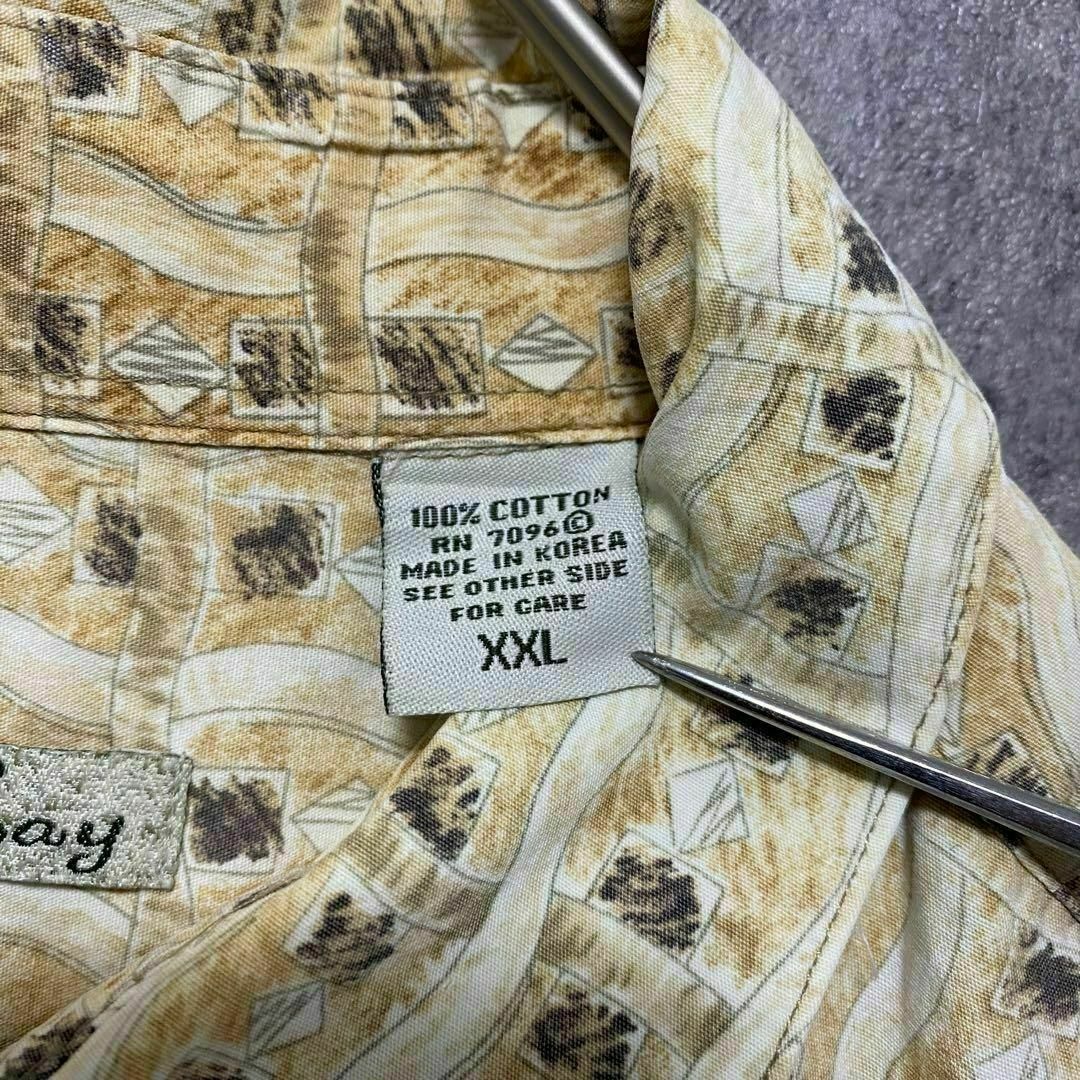 100% COTTON
RN 7096©
MADE IN KOREA
SEE OTHER SIDE
FOR CARE
XXL